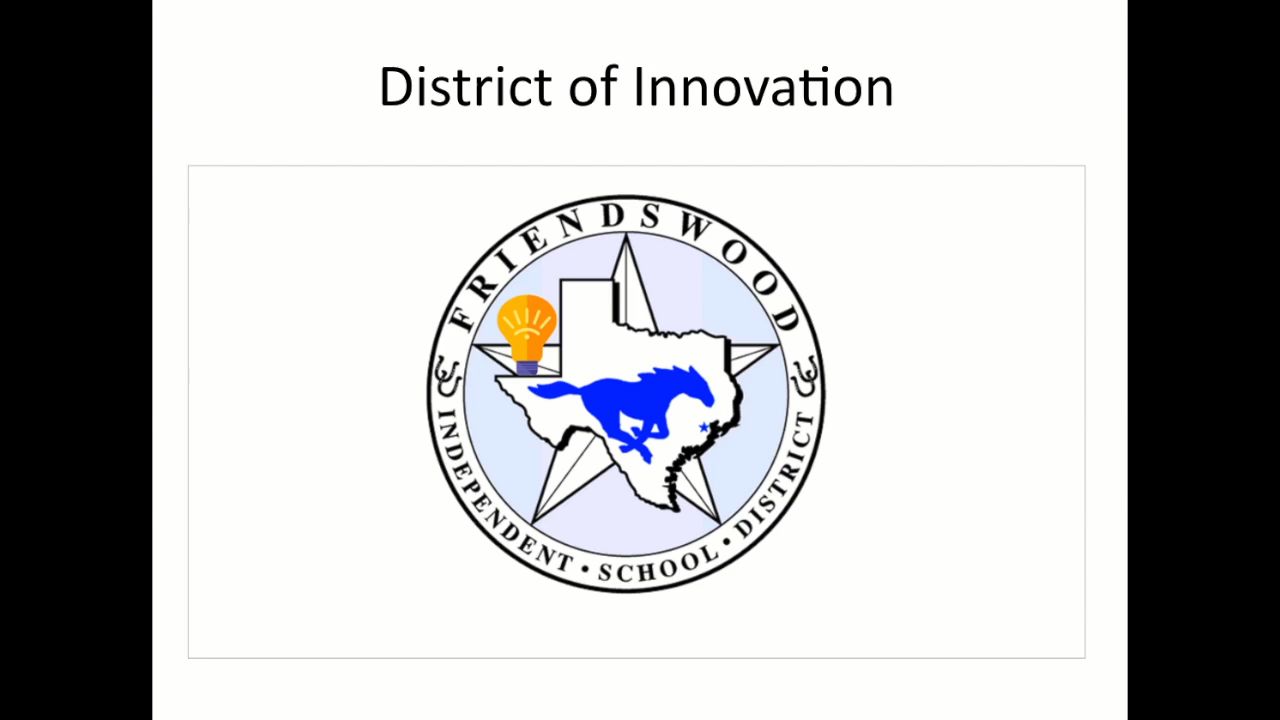 District of Innovation
FRIENDSWOOD
INDEPENDENT • SCHOOL • DISTRICT